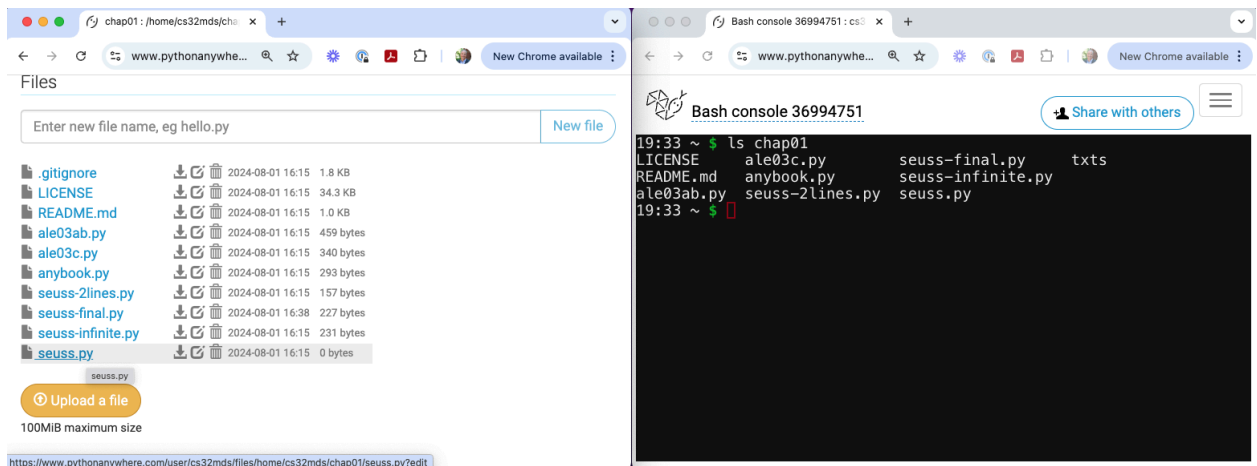 chap01 : /home/cs32mds/cha
www.pythonanywhe...
New Chrome available
Files
Enter new file name, eg hello.py
New file
.gitignore 2024-08-01 16:15 1.8 KB
LICENSE 2024-08-01 16:15 34.3 KB
README.md 2024-08-01 16:15 1.0 KB
ale03ab.py 2024-08-01 16:15 459 bytes
ale03c.py 2024-08-01 16:15 340 bytes
anybook.py 2024-08-01 16:15 293 bytes
seuss-2lines.py 2024-08-01 16:15 157 bytes
seuss-final.py 2024-08-01 16:38 227 bytes
seuss-infinite.py 2024-08-01 16:15 231 bytes
seuss.py 2024-08-01 16:15 0 bytes
seuss.py
Upload a file
100MiB maximum size
https://www.pythonanywhere.com/user/cs32mds/files/home/cs32mds/chap01/seuss.py?edit
Bash console 36994751 : cs3
www.pythonanywhe...
New Chrome available
Bash console 36994751
Share with others
19:33 ~ $ ls chap01
LICENSE ale03c.py seuss-final.py txts
README.md anybook.py seuss-infinite.py
ale03ab.py seuss-2lines.py seuss.py
19:33 ~ $